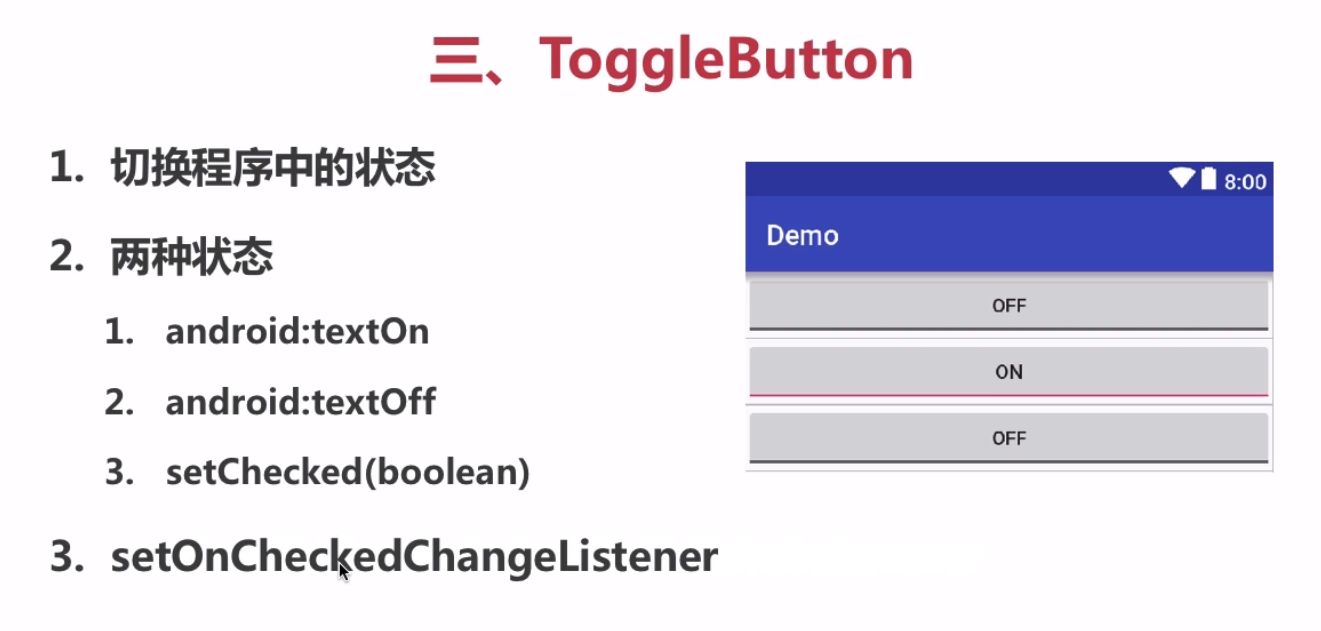 三、ToggleButton
1. 切换程序中的状态
2. 两种状态
1. android:textOn
2. android:textOff
3. setChecked(boolean)
3. setOnCheckedChangeListener
8:00
Demo
OFF
ON
OFF